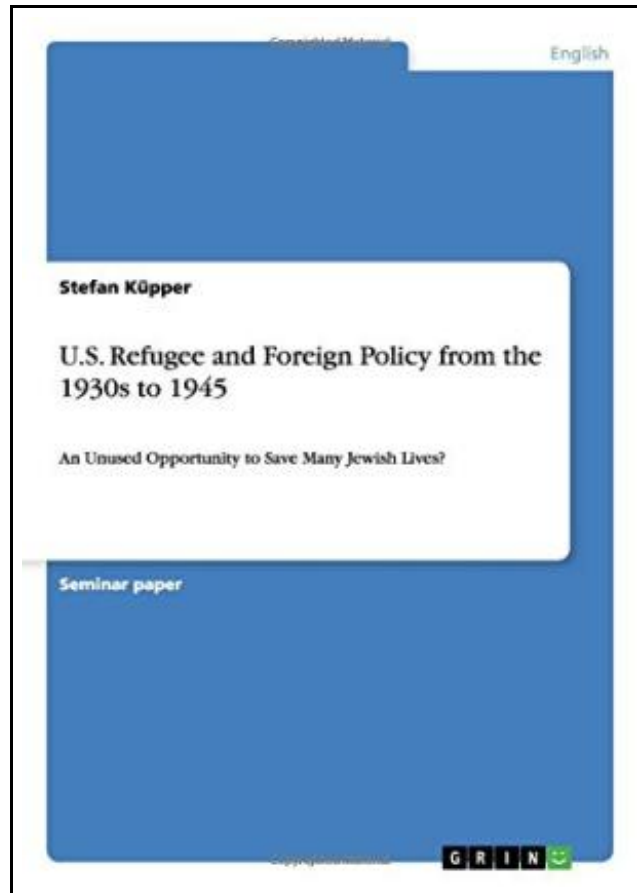 English
Stefan Küpper
U.S. Refugee and Foreign Policy from the
1930s to 1945
An Unused Opportunity to Save Many Jewish Lives?
Seminar paper
GRIN